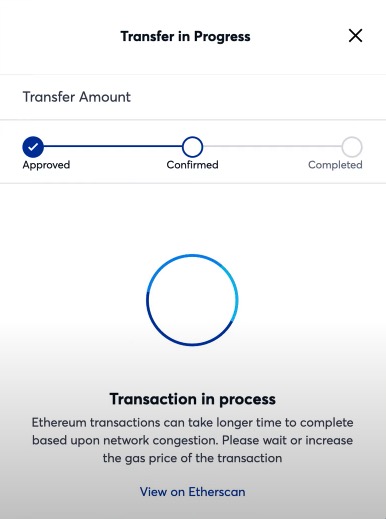 Transfer in Progress
Transfer Amount
Approved Confirmed Completed
Transaction in process
Ethereum transactions can take longer time to complete
based upon network congestion. Please wait or increase
the gas price of the transaction
View on Etherscan